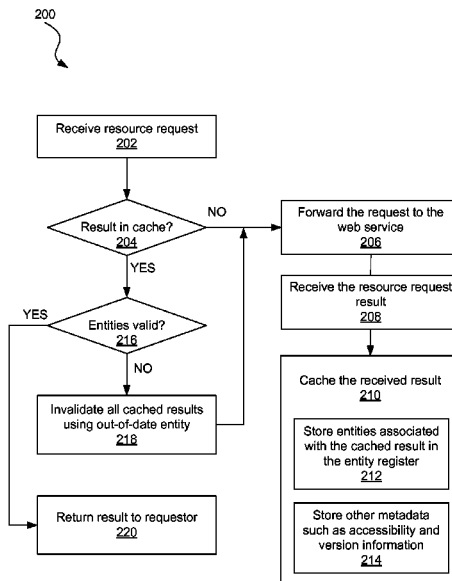 200
Receive resource request
202
Result in cache?
204
NO
YES
Forward the request to the
web service
206
Receive the resource request
result
208
YES
Entities valid?
216
NO
Cache the received result
210
Invalidate all cached results
using out-of-date entity
218
Store entities associated
with the cached result in
the entity register
212
Return result to requestor
220
Store other metadata
such as accessibility and
version information
214